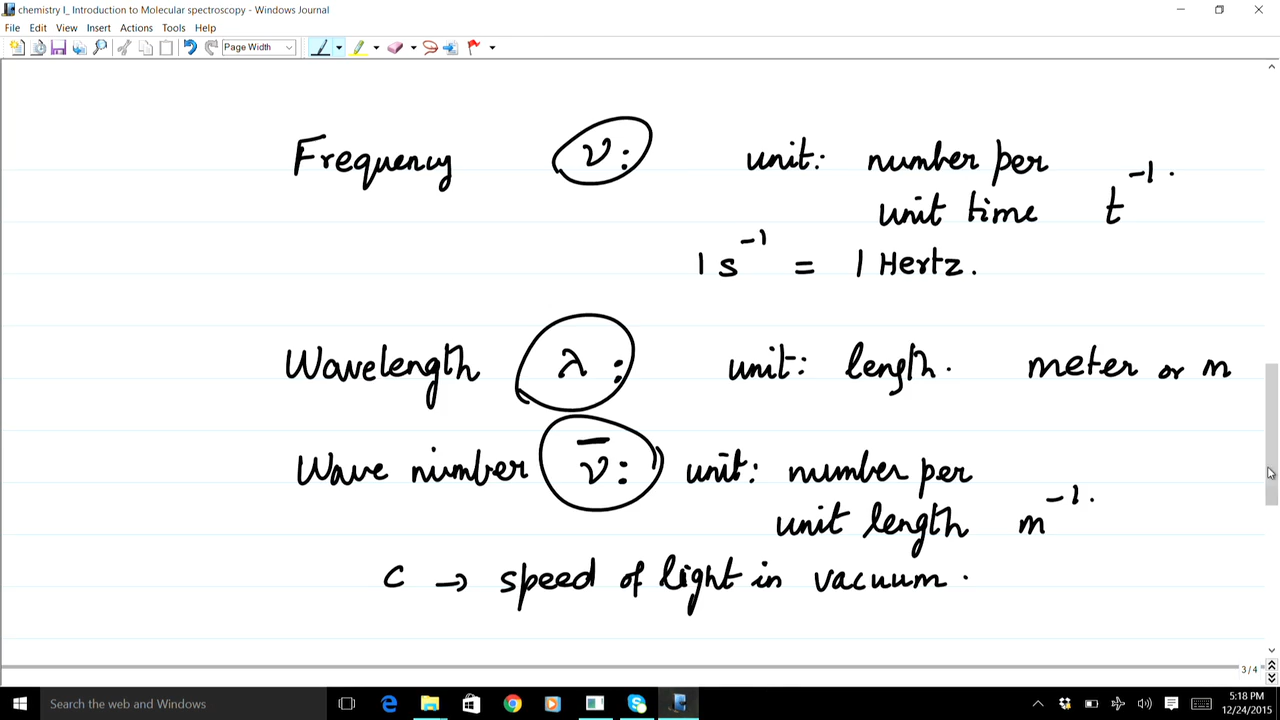 chemistry I_ Introduction to Molecular spectroscopy - Windows Journal
File Edit View Insert Actions Tools Help
Page Width
Frequency ν: unit: number per
unit time t⁻¹.
1 s⁻¹ = 1 Hertz.
Wavelength λ: unit: length. meter or m
Wave number ν̄: unit: number per
unit length m⁻¹.
c → speed of light in vacuum.
3/4
Search the web and Windows
5:18 PM
12/24/2015